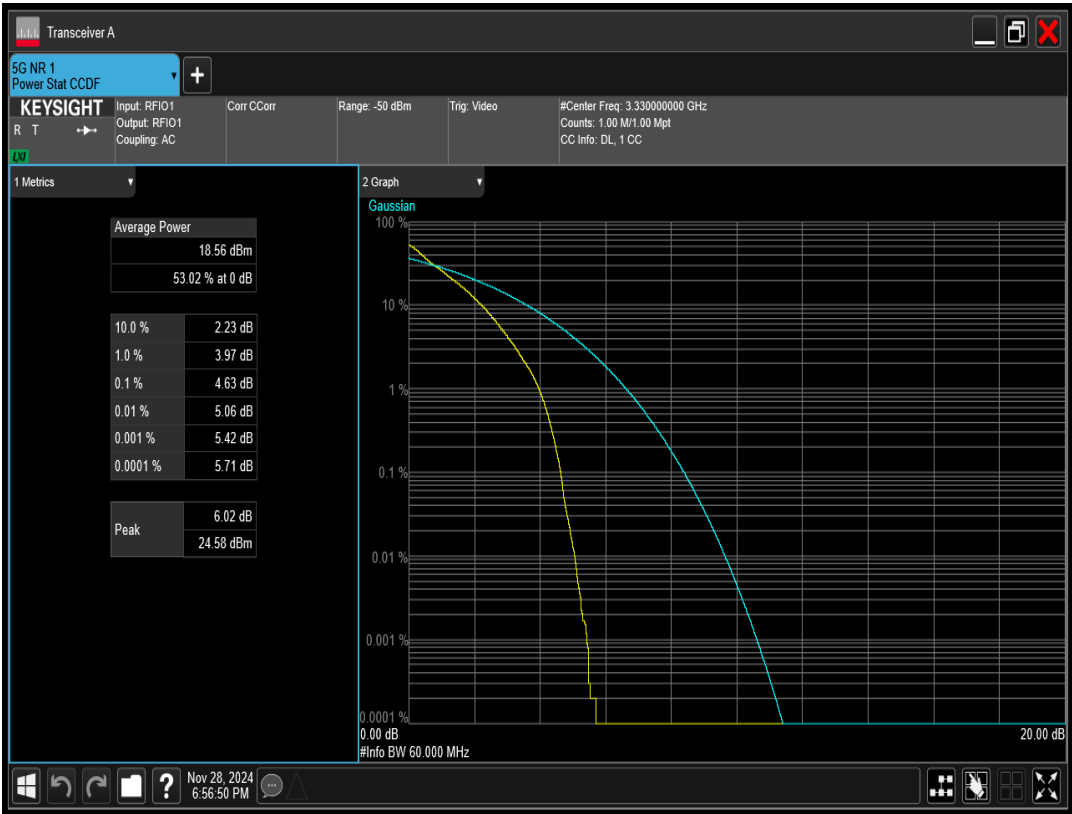 Transceiver A
5G NR 1
Power Stat CCDF
KEYSIGHT
R T
LXI
Input: RFIO1
Output: RFIO1
Coupling: AC
Corr CCorr
Range: -50 dBm
Trig: Video
#Center Freq: 3.330000000 GHz
Counts: 1.00 M/1.00 Mpt
CC Info: DL, 1 CC
1 Metrics
Average Power
18.56 dBm
53.02 % at 0 dB
10.0 % 2.23 dB
1.0 % 3.97 dB
0.1 % 4.63 dB
0.01 % 5.06 dB
0.001 % 5.42 dB
0.0001 % 5.71 dB
Peak
6.02 dB
24.58 dBm
2 Graph
Gaussian
100 %
10 %
1 %
0.1 %
0.01 %
0.001 %
0.0001 %
0.00 dB 20.00 dB
#Info BW 60.000 MHz
?
Nov 28, 2024
6:56:50 PM